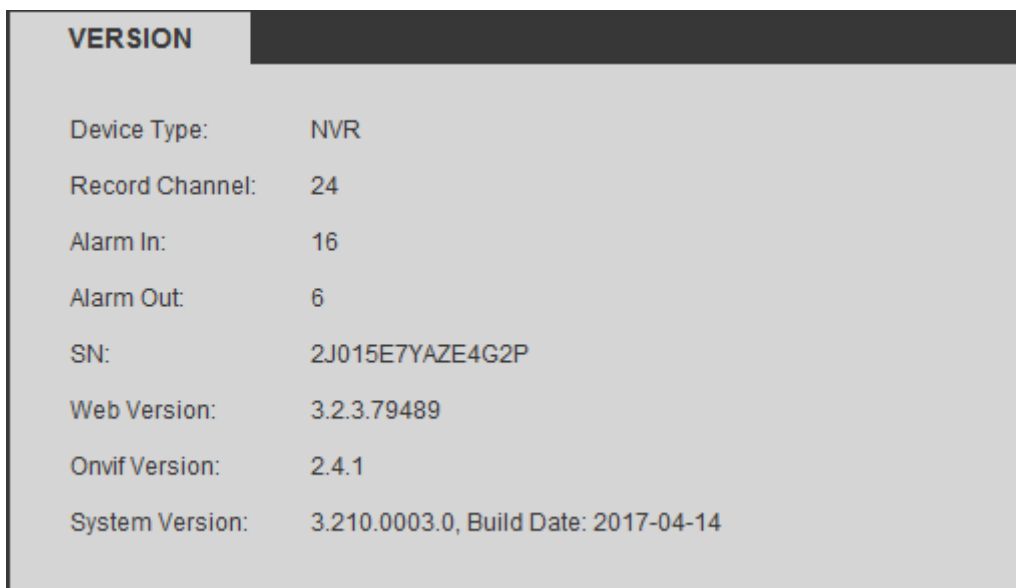 VERSION
Device Type: NVR
Record Channel: 24
Alarm In: 16
Alarm Out: 6
SN: 2J015E7YAZE4G2P
Web Version: 3.2.3.79489
Onvif Version: 2.4.1
System Version: 3.210.0003.0, Build Date: 2017-04-14